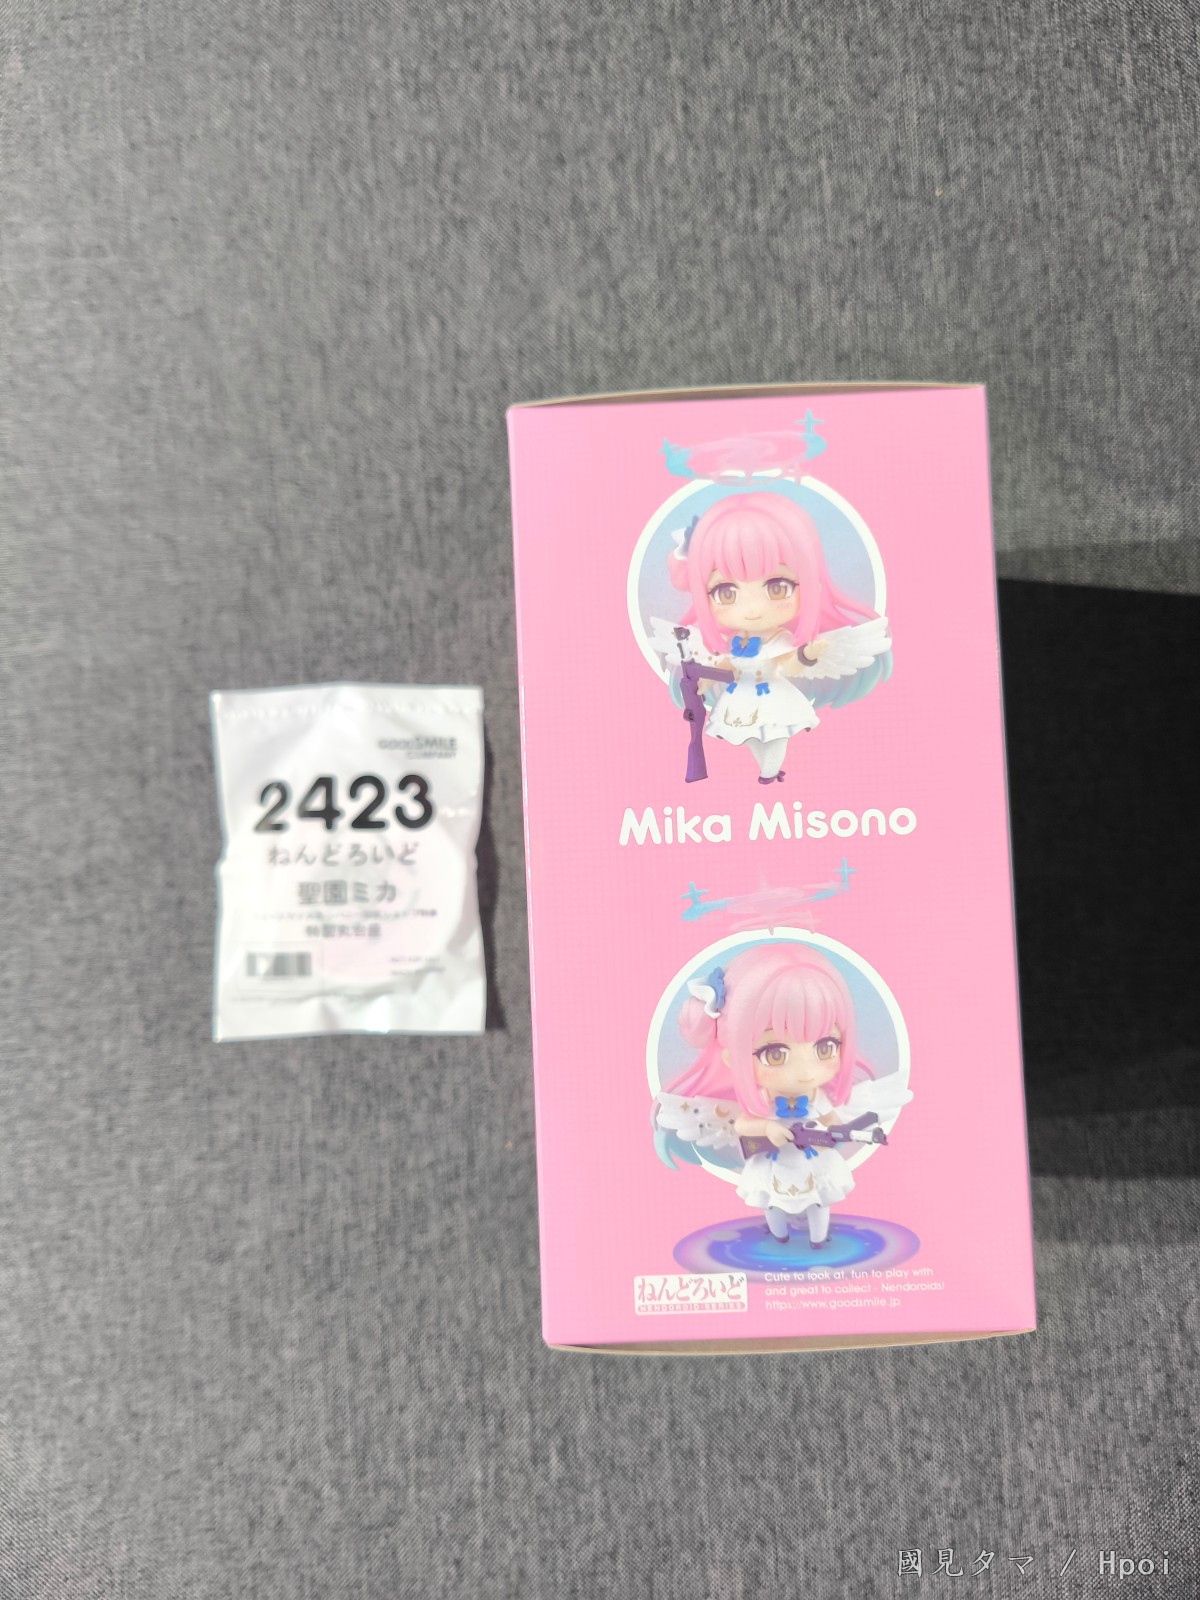 GOOD SMILE
COMPANY
2423
ねんどろいど
聖園ミカ
特製丸台座
Mika Misono
ねんどろいど
NENDOROID SERIES
Cute to look at, fun to play with
and great to collect - Nendoroids!
https://www.goodsmile.jp
國見タマ / Hpoi